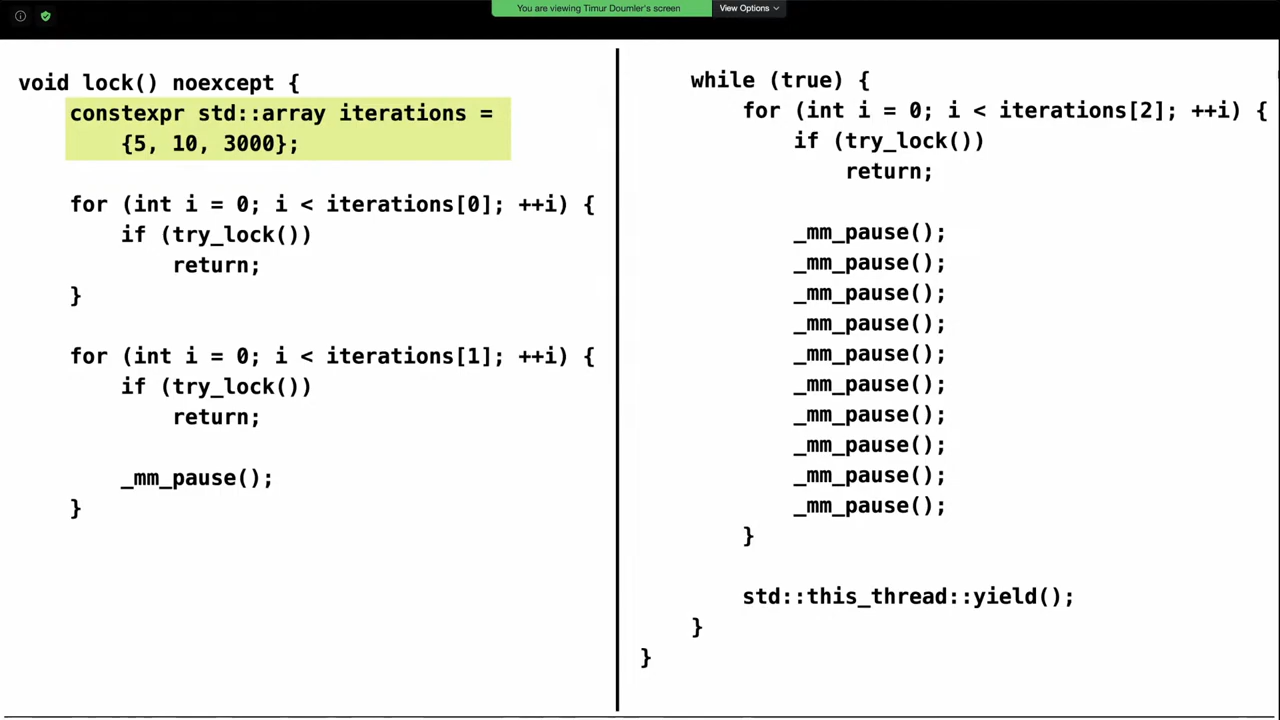 You are viewing Timur Doumler's screen
View Options
void lock() noexcept {
constexpr std::array iterations =
{5, 10, 3000};
for (int i = 0; i < iterations[0]; ++i) {
if (try_lock())
return;
}
for (int i = 0; i < iterations[1]; ++i) {
if (try_lock())
return;
_mm_pause();
}
while (true) {
for (int i = 0; i < iterations[2]; ++i) {
if (try_lock())
return;
_mm_pause();
_mm_pause();
_mm_pause();
_mm_pause();
_mm_pause();
_mm_pause();
_mm_pause();
_mm_pause();
_mm_pause();
_mm_pause();
}
std::this_thread::yield();
}
}